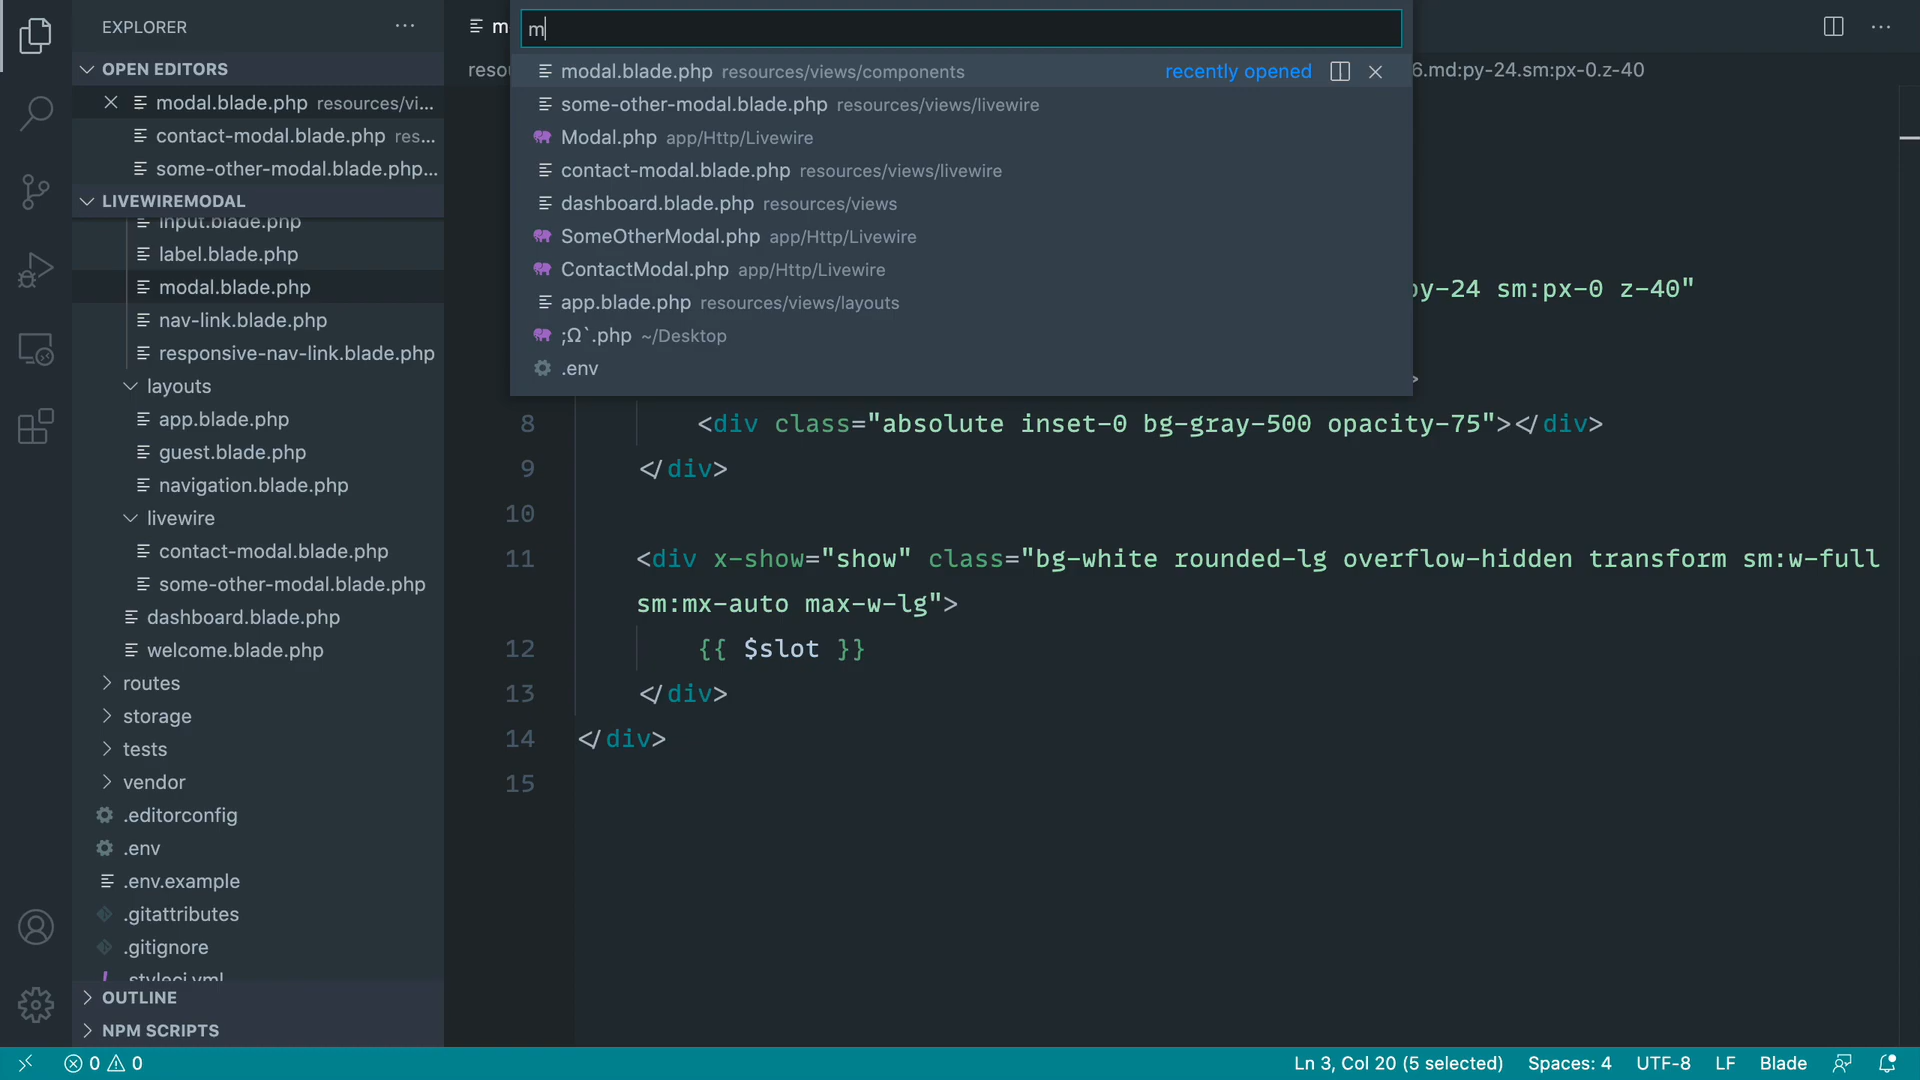 EXPLORER
OPEN EDITORS
modal.blade.php resources/vi...
contact-modal.blade.php res...
some-other-modal.blade.php...
LIVEWIREMODAL
input.blade.php
label.blade.php
modal.blade.php
nav-link.blade.php
responsive-nav-link.blade.php
layouts
app.blade.php
guest.blade.php
navigation.blade.php
livewire
contact-modal.blade.php
some-other-modal.blade.php
dashboard.blade.php
welcome.blade.php
routes
storage
tests
vendor
.editorconfig
.env
.env.example
.gitattributes
.gitignore
.styleci.yml
OUTLINE
NPM SCRIPTS
m
m
modal.blade.php resources/views/components recently opened
some-other-modal.blade.php resources/views/livewire
Modal.php app/Http/Livewire
contact-modal.blade.php resources/views/livewire
dashboard.blade.php resources/views
SomeOtherModal.php app/Http/Livewire
ContactModal.php app/Http/Livewire
app.blade.php resources/views/layouts
;Ω`.php ~/Desktop
.env
resou
6.md:py-24.sm:px-0.z-40
py-24 sm:px-0 z-40"
>
8 <div class="absolute inset-0 bg-gray-500 opacity-75"></div>
9 </div>
10
11 <div x-show="show" class="bg-white rounded-lg overflow-hidden transform sm:w-full
sm:mx-auto max-w-lg">
12 {{ $slot }}
13 </div>
14 </div>
15
0 0
Ln 3, Col 20 (5 selected) Spaces: 4 UTF-8 LF Blade